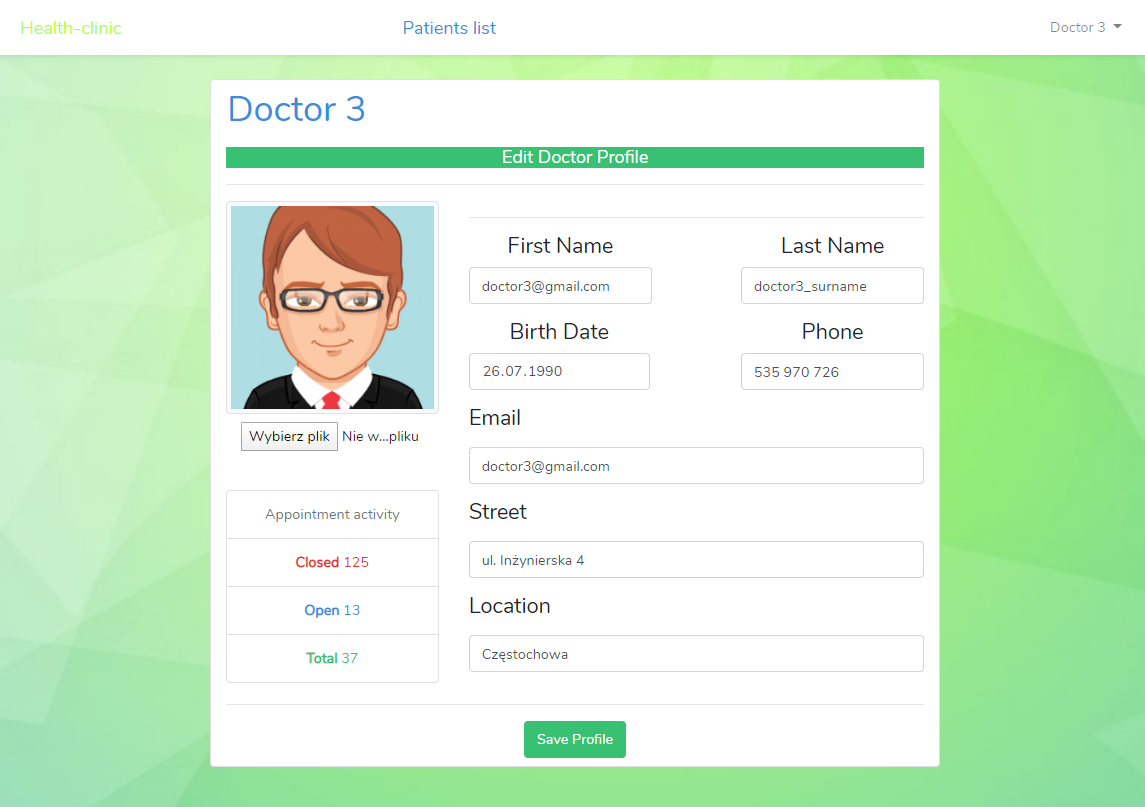 Health-clinic
Patients list
Doctor 3
Doctor 3
Edit Doctor Profile
Wybierz plik Nie w...pliku
Appointment activity
Closed 125
Open 13
Total 37
First Name
Last Name
doctor3@gmail.com
doctor3_surname
Birth Date
Phone
26.07.1990
535 970 726
Email
doctor3@gmail.com
Street
ul. Inżynierska 4
Location
Częstochowa
Save Profile